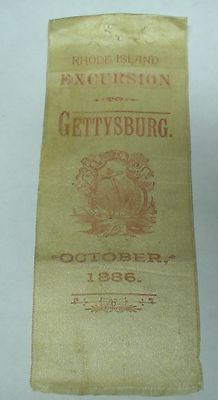 RHODE ISLAND
EXCURSION
TO
GETTYSBURG.
OCTOBER,
1886.